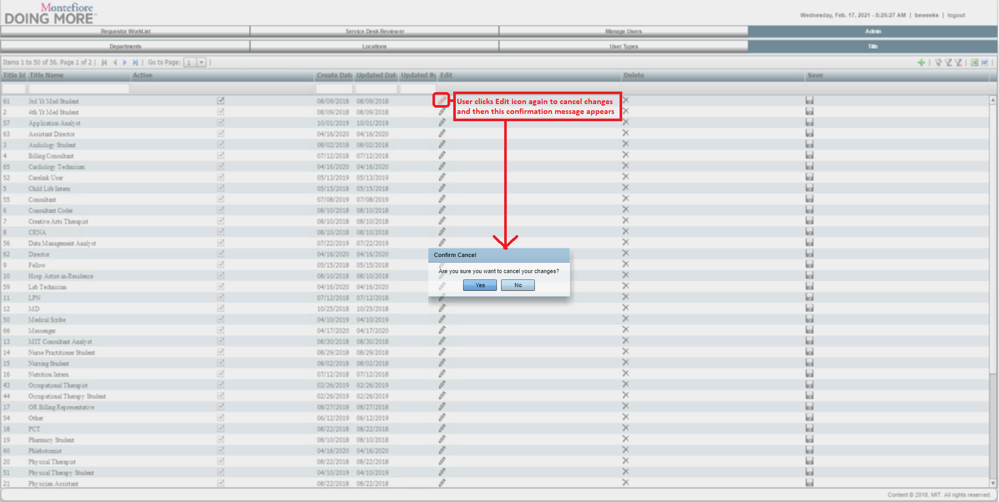 Montefiore
DOING MORE
Wednesday, Feb. 17, 2021 - 8:25:27 AM | beweeks | logout
Requestor WorkList Service Desk Reviewer Manage Users Admin
Departments Locations User Types Title
Items 1 to 50 of 56. Page 1 of 2 | Go to Page: 1
Title Id Title Name Active Create Date Updated Date Updated By Edit Delete Save
61 3rd Yr Med Student 08/09/2018 08/09/2018
User clicks Edit icon again to cancel changes
and then this confirmation message appears
2 4th Yr Med Student 08/09/2018 08/09/2018
57 Application Analyst 10/01/2019 10/01/2019
63 Assistant Director 04/16/2020 04/16/2020
3 Audiology Student 08/02/2018 08/02/2018
4 Billing Consultant 07/12/2018 07/12/2018
65 Cardiology Technician 04/16/2020 04/16/2020
52 Carelink User 05/13/2019 05/13/2019
5 Child Life Intern 05/15/2018 05/15/2018
55 Consultant 07/08/2019 07/08/2019
6 Consultant Coder 08/10/2018 08/10/2018
7 Creative Arts Therapist 08/10/2018 08/10/2018
8 CRNA 08/10/2018 08/10/2018
56 Data Management Analyst 07/22/2019 07/22/2019
62 Director 04/16/2020 04/16/2020
9 Fellow 05/15/2018 05/15/2018
10 Hosp Artist-in-Residence 08/10/2018 08/10/2018
59 Lab Technician 04/16/2020 04/16/2020
11 LPN 07/12/2018 07/12/2018
12 MD 10/25/2018 10/25/2018
50 Medical Scribe 04/10/2019 04/10/2019
66 Messenger 04/17/2020 04/17/2020
13 MIT Consultant Analyst 08/30/2018 08/30/2018
14 Nurse Practitioner Student 08/29/2018 08/29/2018
15 Nursing Student 08/02/2018 08/02/2018
16 Nutrition Intern 07/12/2018 07/12/2018
43 Occupational Therapist 02/26/2019 02/26/2019
44 Occupational Therapy Student 02/26/2019 02/26/2019
17 OR Billing Representative 08/27/2018 08/27/2018
54 Other 06/12/2019 06/12/2019
18 PCT 08/22/2018 08/22/2018
19 Pharmacy Student 08/10/2018 08/10/2018
60 Phlebotomist 04/16/2020 04/16/2020
20 Physical Therapist 08/22/2018 08/22/2018
51 Physical Therapy Student 04/10/2019 04/10/2019
21 Physician Assistant 08/22/2018 08/22/2018
Confirm Cancel
Are you sure you want to cancel your changes?
Yes No
Content © 2018, MIT All rights reserved.